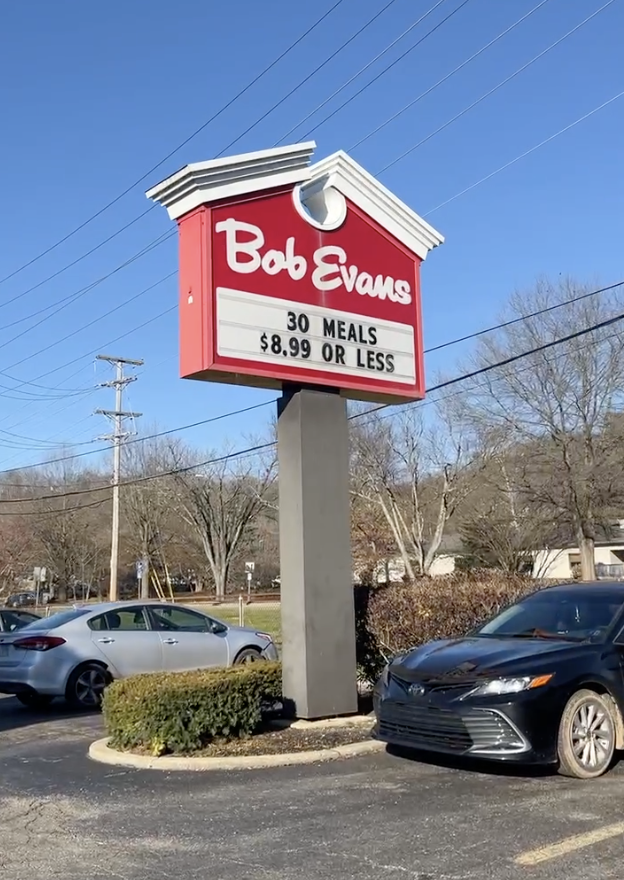 Bob Evans
30 MEALS
$8.99 OR LESS